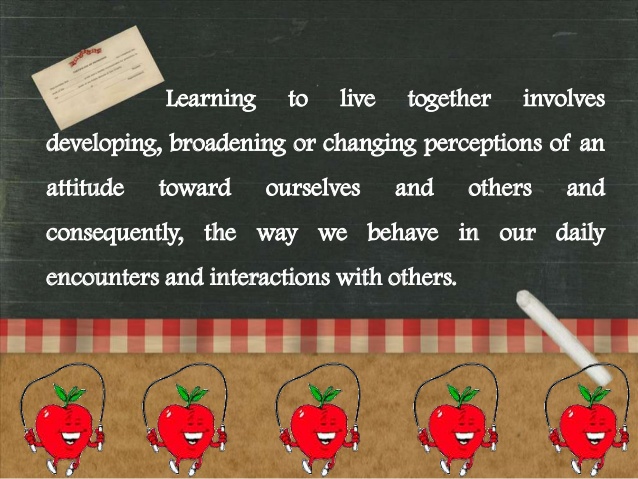 Learning to live together involves
developing, broadening or changing perceptions of an
attitude toward ourselves and others and
consequently, the way we behave in our daily
encounters and interactions with others.